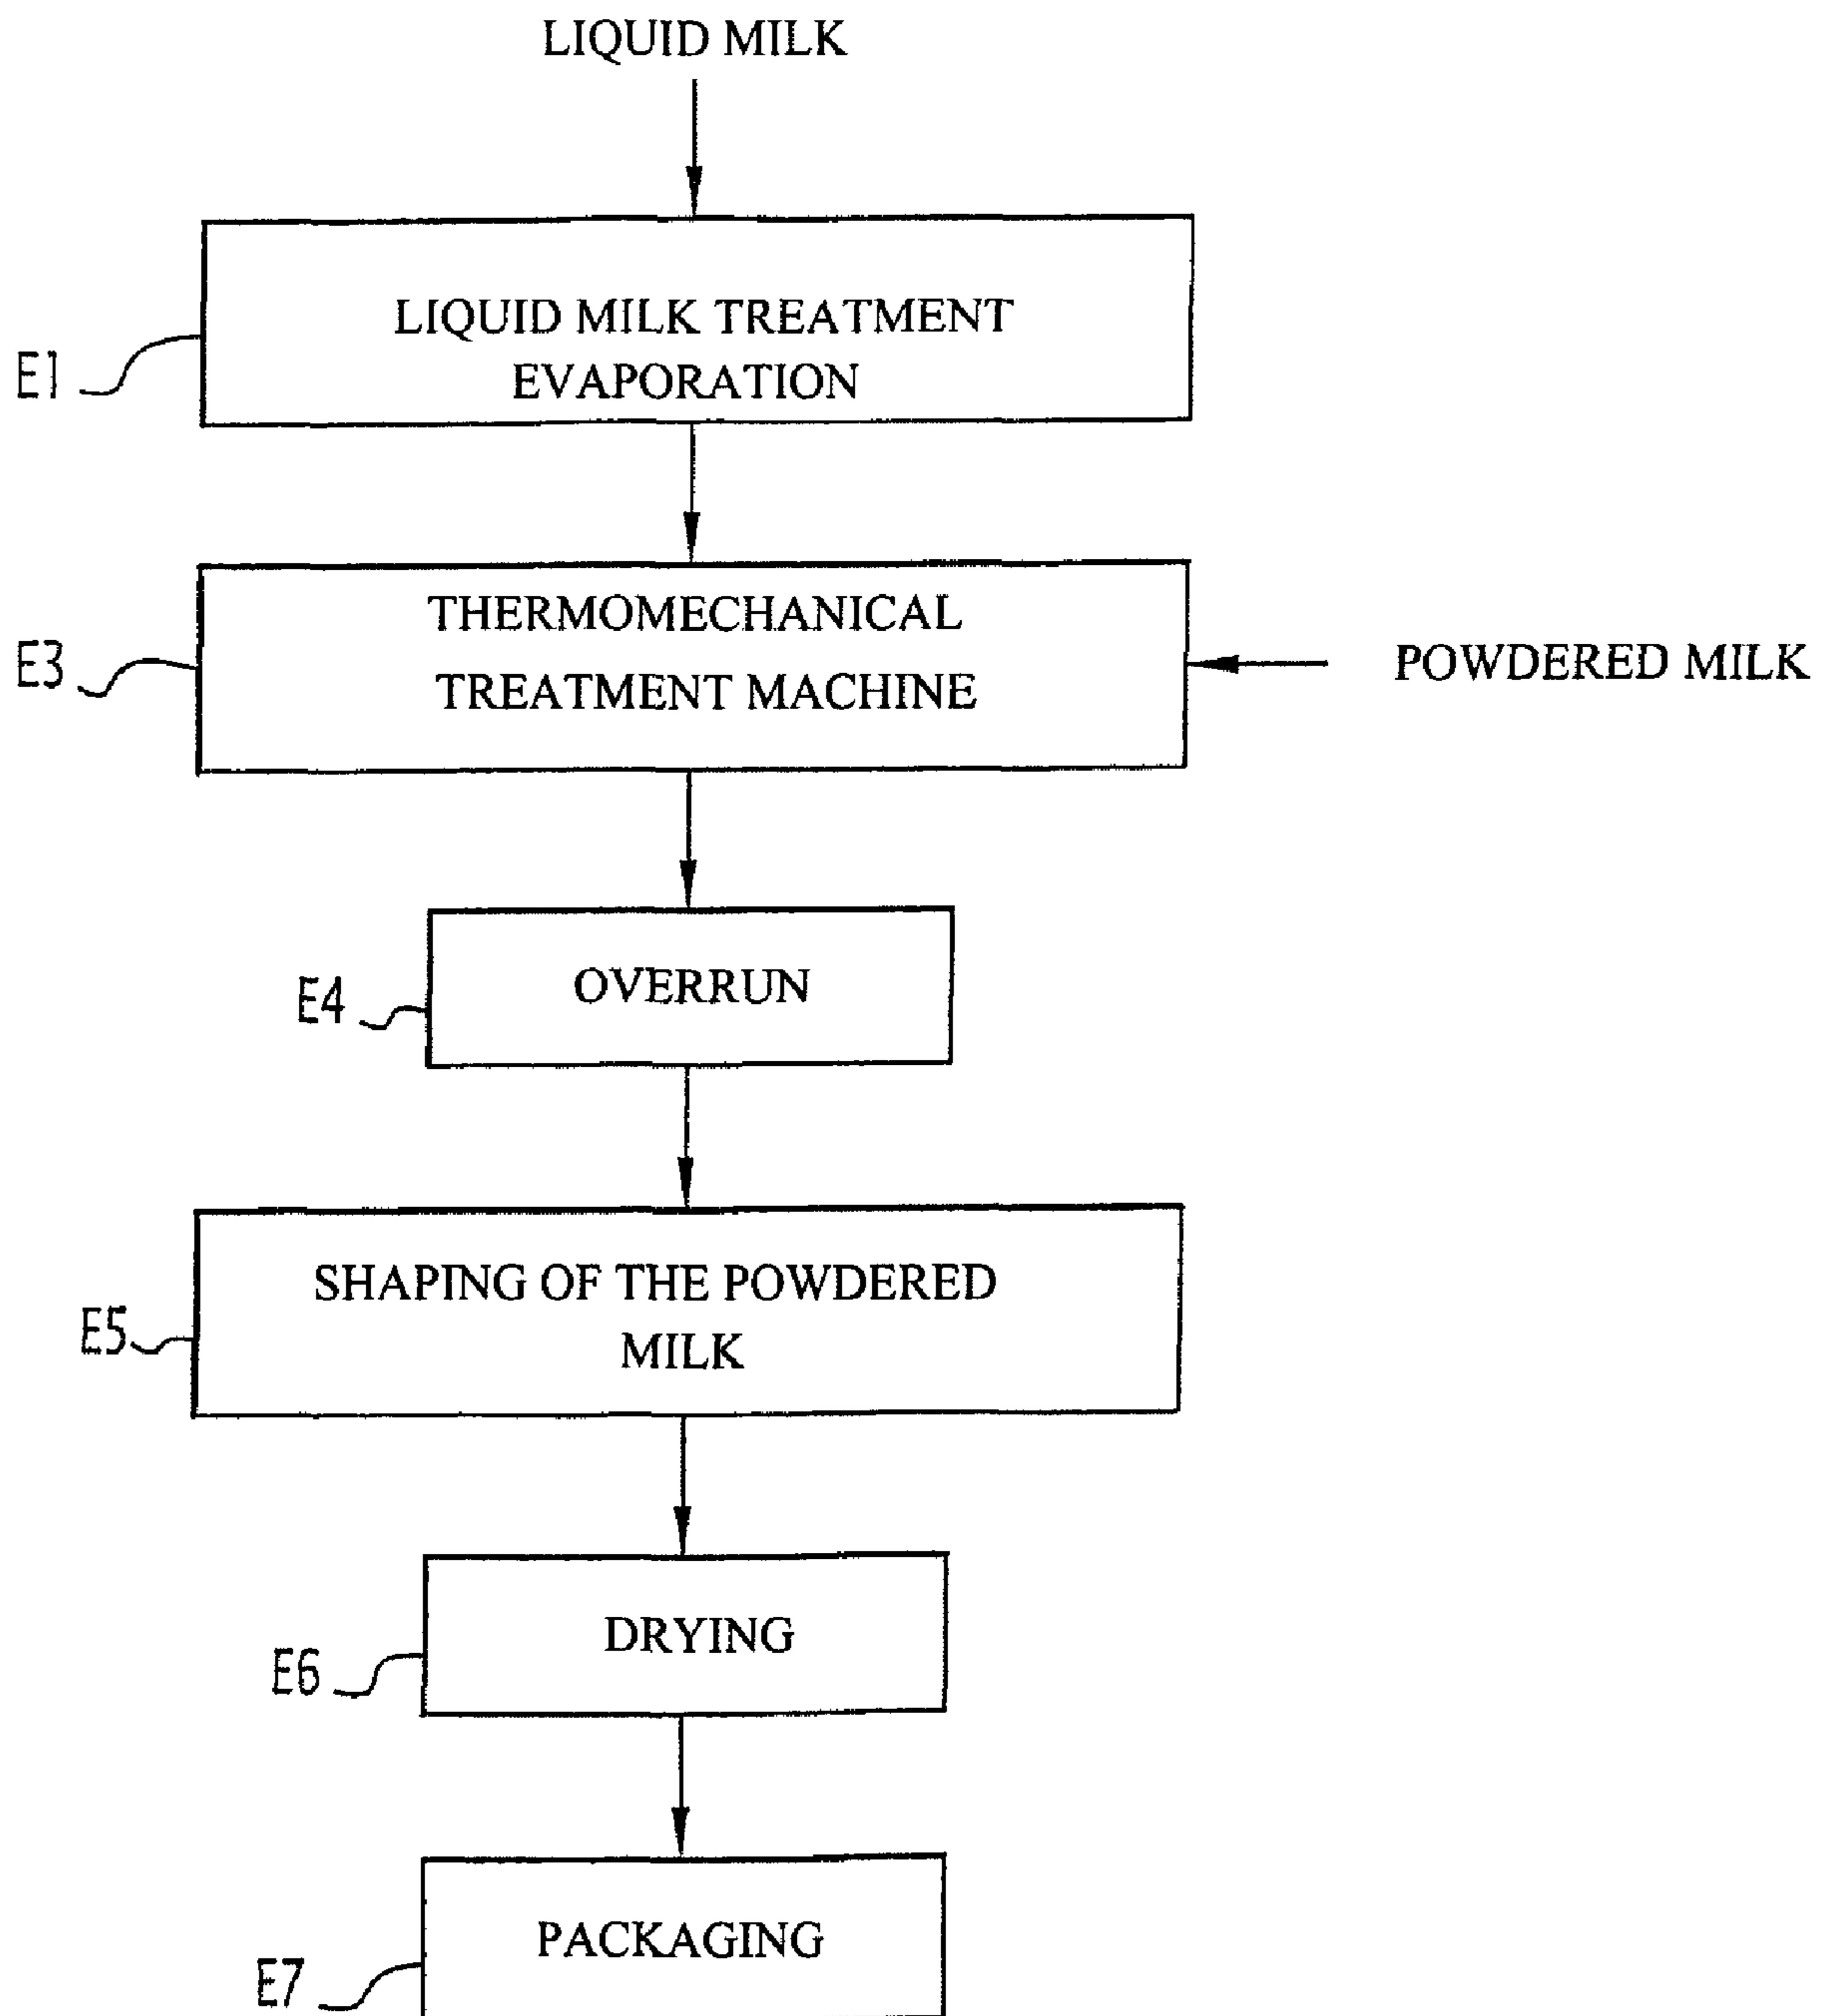 LIQUID MILK
LIQUID MILK TREATMENT
EVAPORATION
E1
THERMOMECHANICAL
TREATMENT MACHINE
E3
POWDERED MILK
OVERRUN
E4
SHAPING OF THE POWDERED
MILK
E5
DRYING
E6
PACKAGING
E7